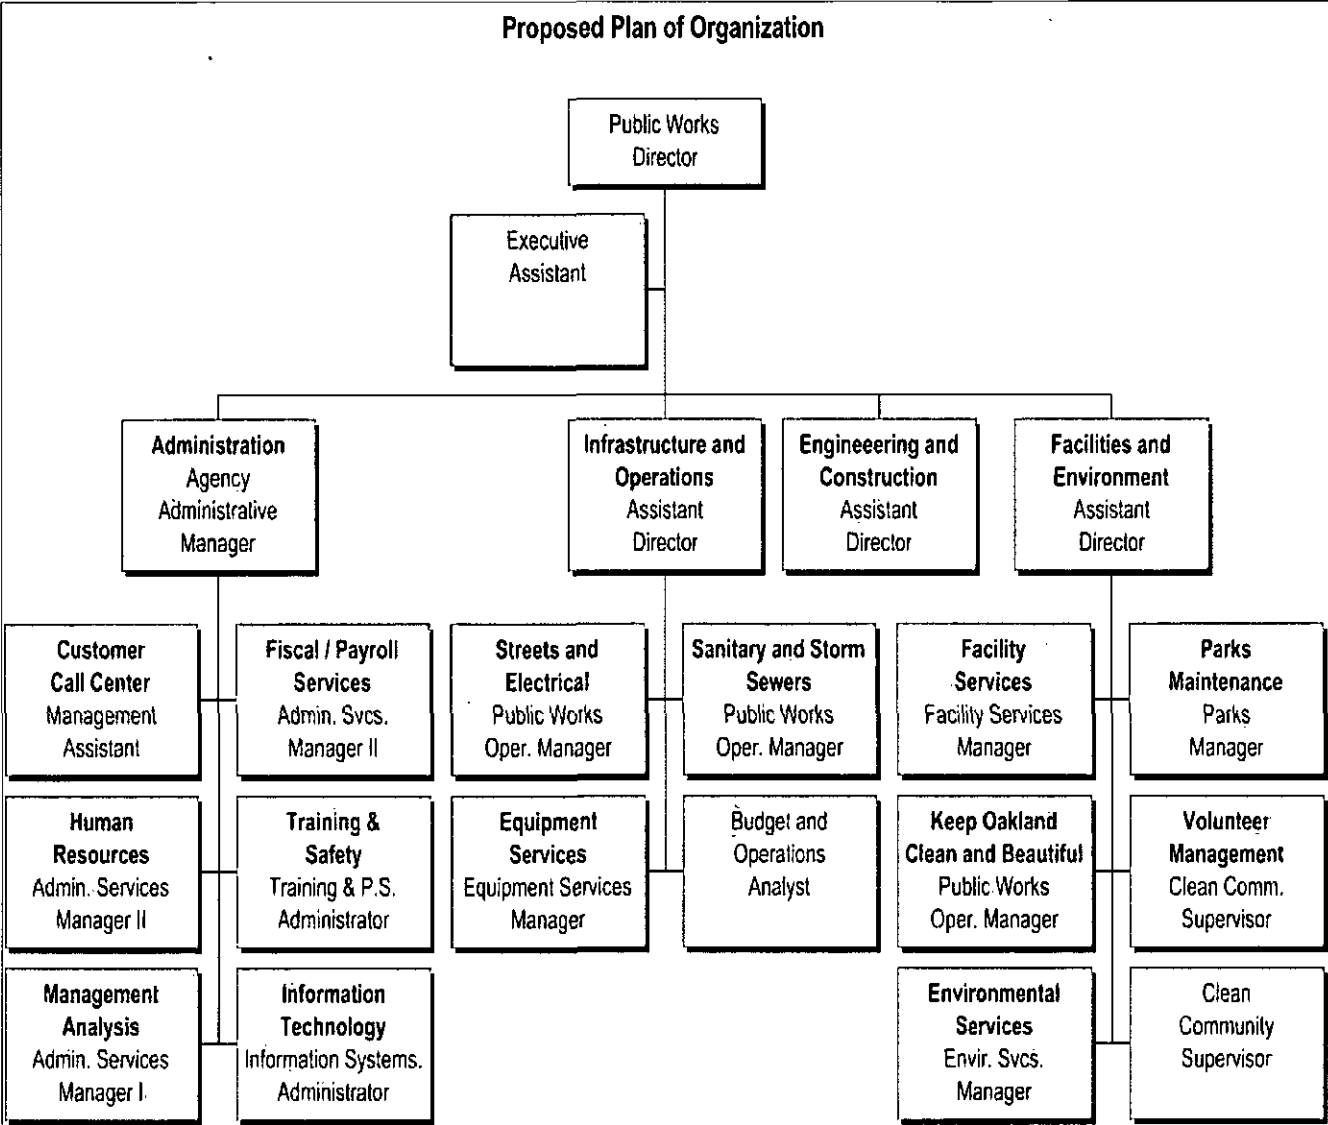 Proposed Plan of Organization
Public Works
Director
Executive
Assistant
Administration
Agency
Administrative
Manager
Infrastructure and
Operations
Assistant
Director
Engineeering and
Construction
Assistant
Director
Facilities and
Environment
Assistant
Director
Customer
Call Center
Management
Assistant
Fiscal / Payroll
Services
Admin. Svcs.
Manager II
Streets and
Electrical
Public Works
Oper. Manager
Sanitary and Storm
Sewers
Public Works
Oper. Manager
Facility
Services
Facility Services
Manager
Parks
Maintenance
Parks
Manager
Human
Resources
Admin. Services
Manager II
Training &
Safety
Training & P.S.
Administrator
Equipment
Services
Equipment Services
Manager
Budget and
Operations
Analyst
Keep Oakland
Clean and Beautiful
Public Works
Oper. Manager
Volunteer
Management
Clean Comm.
Supervisor
Management
Analysis
Admin. Services
Manager I
Information
Technology
Information Systems.
Administrator
Environmental
Services
Envir. Svcs.
Manager
Clean
Community
Supervisor